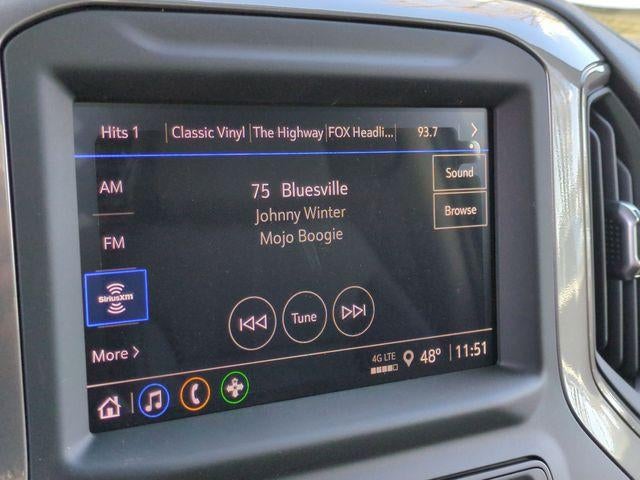 Hits 1 | Classic Vinyl | The Highway | FOX Headli... | 93.7
AM
75 Bluesville
Sound
Johnny Winter
Browse
FM
Mojo Boogie
SiriusXM
Tune
More
4G LTE
48° | 11:51